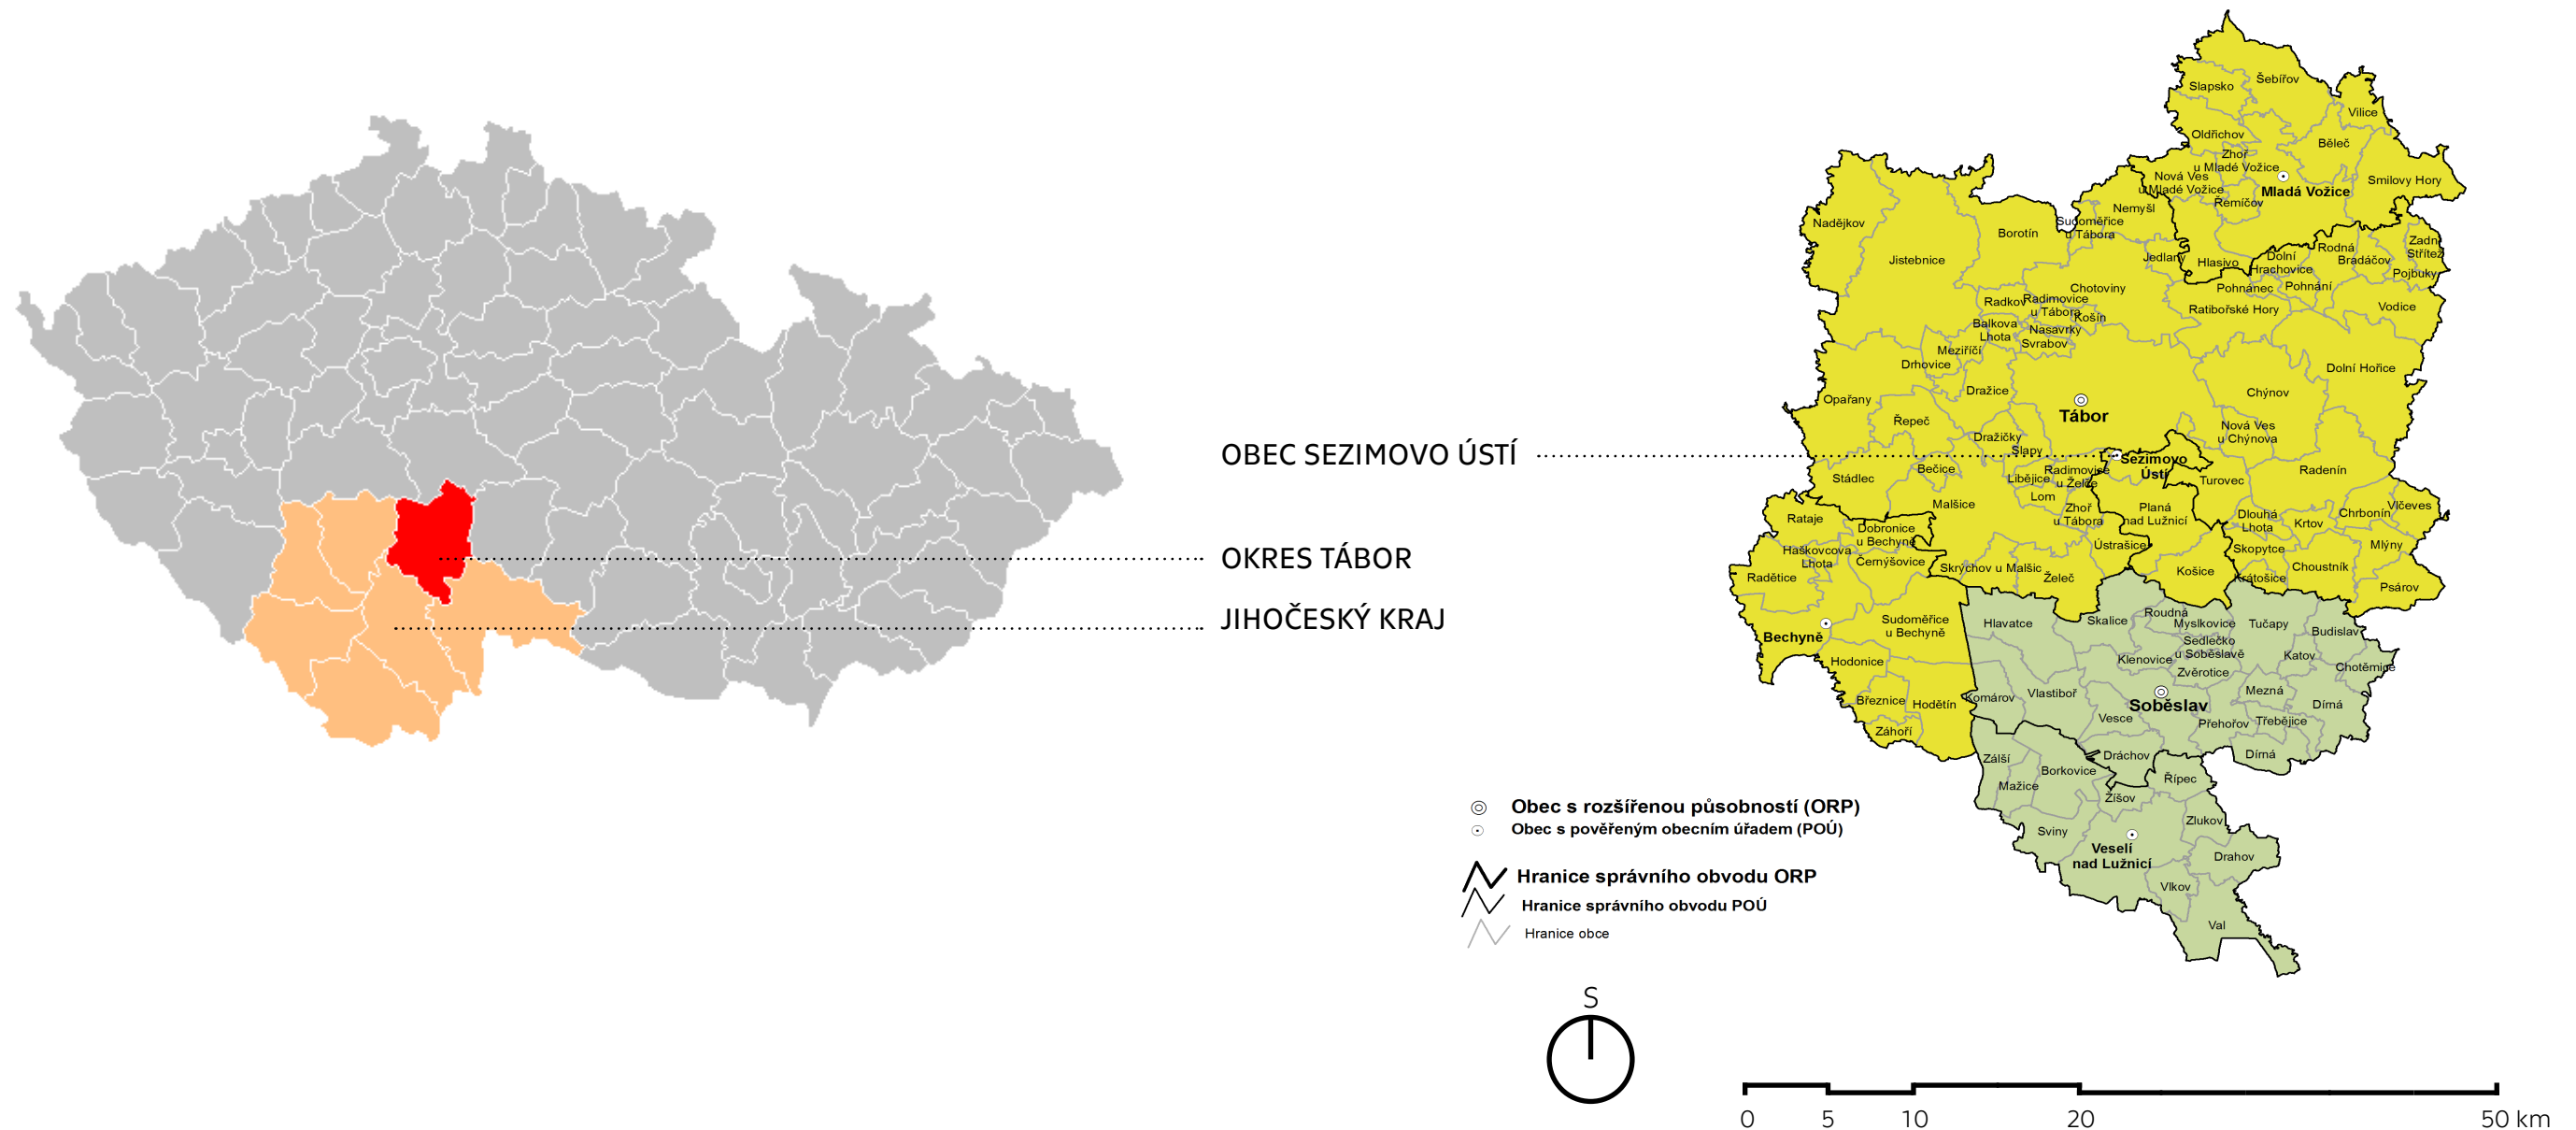 OBEC SEZIMOVO ÚSTÍ
OKRES TÁBOR
JIHOČESKÝ KRAJ
Šebířov
Slapsko
Vilice
Oldřichov
Běleč
Zhoř
u Mladé Vožice
Nová Ves
u Mladé Vožice
Smilovy Hory
Mladá Vožice
Řemíčov
Nemyšl
Nadějkov
Sudoměřice
u Tábora
Borotín
Rodná
Zadní
Střítež
Jistebnice
Jedlany
Hlasivo
Dolní
Hrachovice
Bradáčov
Pojbuky
Chotoviny
Pohnánec
Pohnání
Radkov
Radimovice
u Tábora
Ratibořské Hory
Vodice
Košín
Balkova
Lhota
Nasavrky
Svrabov
Meziříčí
Drhovice
Dolní Hořice
Dražice
Chýnov
Opařany
Tábor
Řepeč
Nová Ves
u Chýnova
Dražičky
Slapy
Sezimovo
Ústí
Bečice
Radimovice
u Želče
Radenín
Stádlec
Libějice
Turovec
Lom
Malšice
Zhoř
u Tábora
Planá
nad Lužnicí
Dlouhá
Lhota
Vlčeves
Chrbonín
Krtov
Rataje
Dobronice
u Bechyně
Haškovcova
Lhota
Černýšovice
Ústrašice
Skopytce
Mlýny
Radětice
Skrýchov u Malšic
Želeč
Košice
Krátošice
Choustník
Psárov
Bechyně
Sudoměřice
u Bechyně
Hlavatce
Skalice
Roudná
Myslkovice
Tučapy
Budislav
Sedlečko
u Soběslavě
Klenovice
Katov
Chotěmice
Hodonice
Zvěrotice
Březnice
Hodětín
Komárov
Vlastiboř
Soběslav
Mezná
Dírná
Vesce
Přehořov
Třebějice
Záhoří
Zálší
Dráchov
Dírná
Borkovice
Řípec
Mažice
Žíšov
Sviny
Zlukov
Veselí
nad Lužnicí
Drahov
Vlkov
Val
Obec s rozšířenou působností (ORP)
Obec s pověřeným obecním úřadem (POÚ)
Hranice správního obvodu ORP
Hranice správního obvodu POÚ
Hranice obce
S
0 5 10 20 50 km